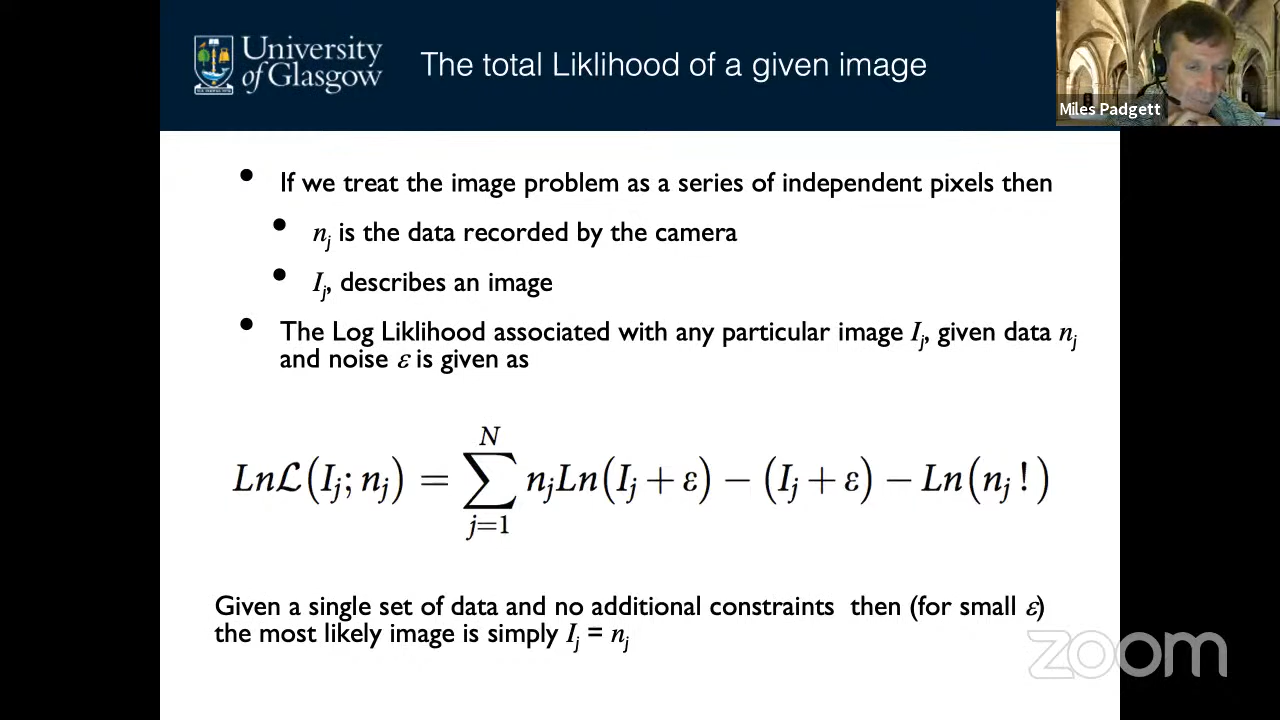 University
of Glasgow
The total Liklihood of a given image
Miles Padgett
• If we treat the image problem as a series of independent pixels then
• nj is the data recorded by the camera
• Ij, describes an image
• The Log Liklihood associated with any particular image Ij, given data nj
and noise ε is given as
Lnℒ(Ij; nj) = ∑_{j=1}^{N} njLn(Ij + ε) − (Ij + ε) − Ln(nj !)
Given a single set of data and no additional constraints then (for small ε)
the most likely image is simply Ij = nj
zoom